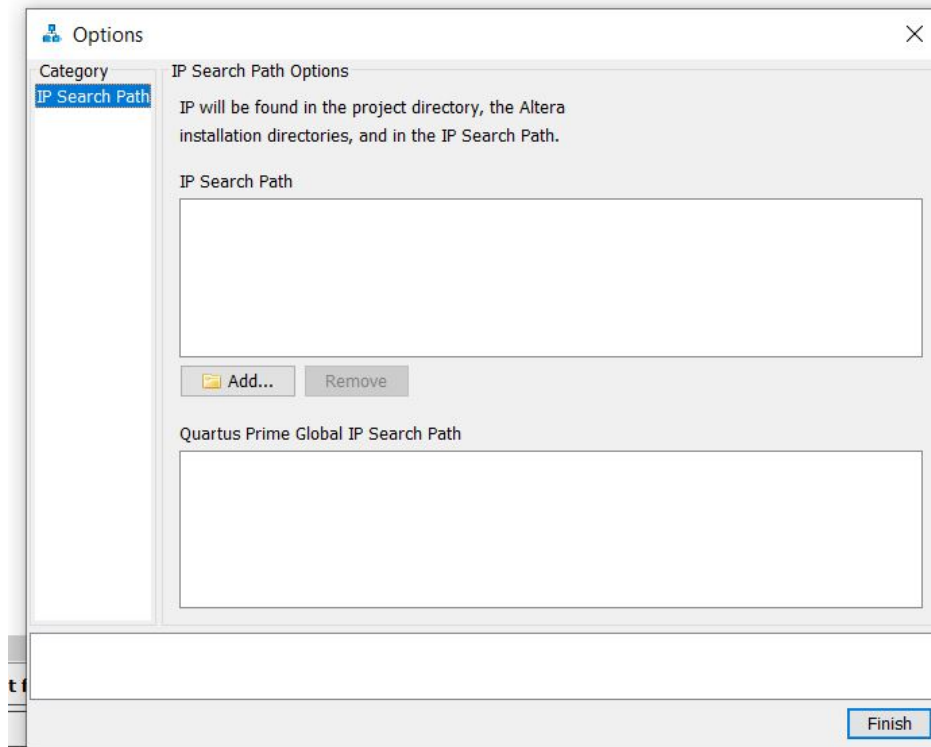 Options
Category
IP Search Path
IP Search Path Options
IP will be found in the project directory, the Altera
installation directories, and in the IP Search Path.
IP Search Path
Add...
Remove
Quartus Prime Global IP Search Path
Finish